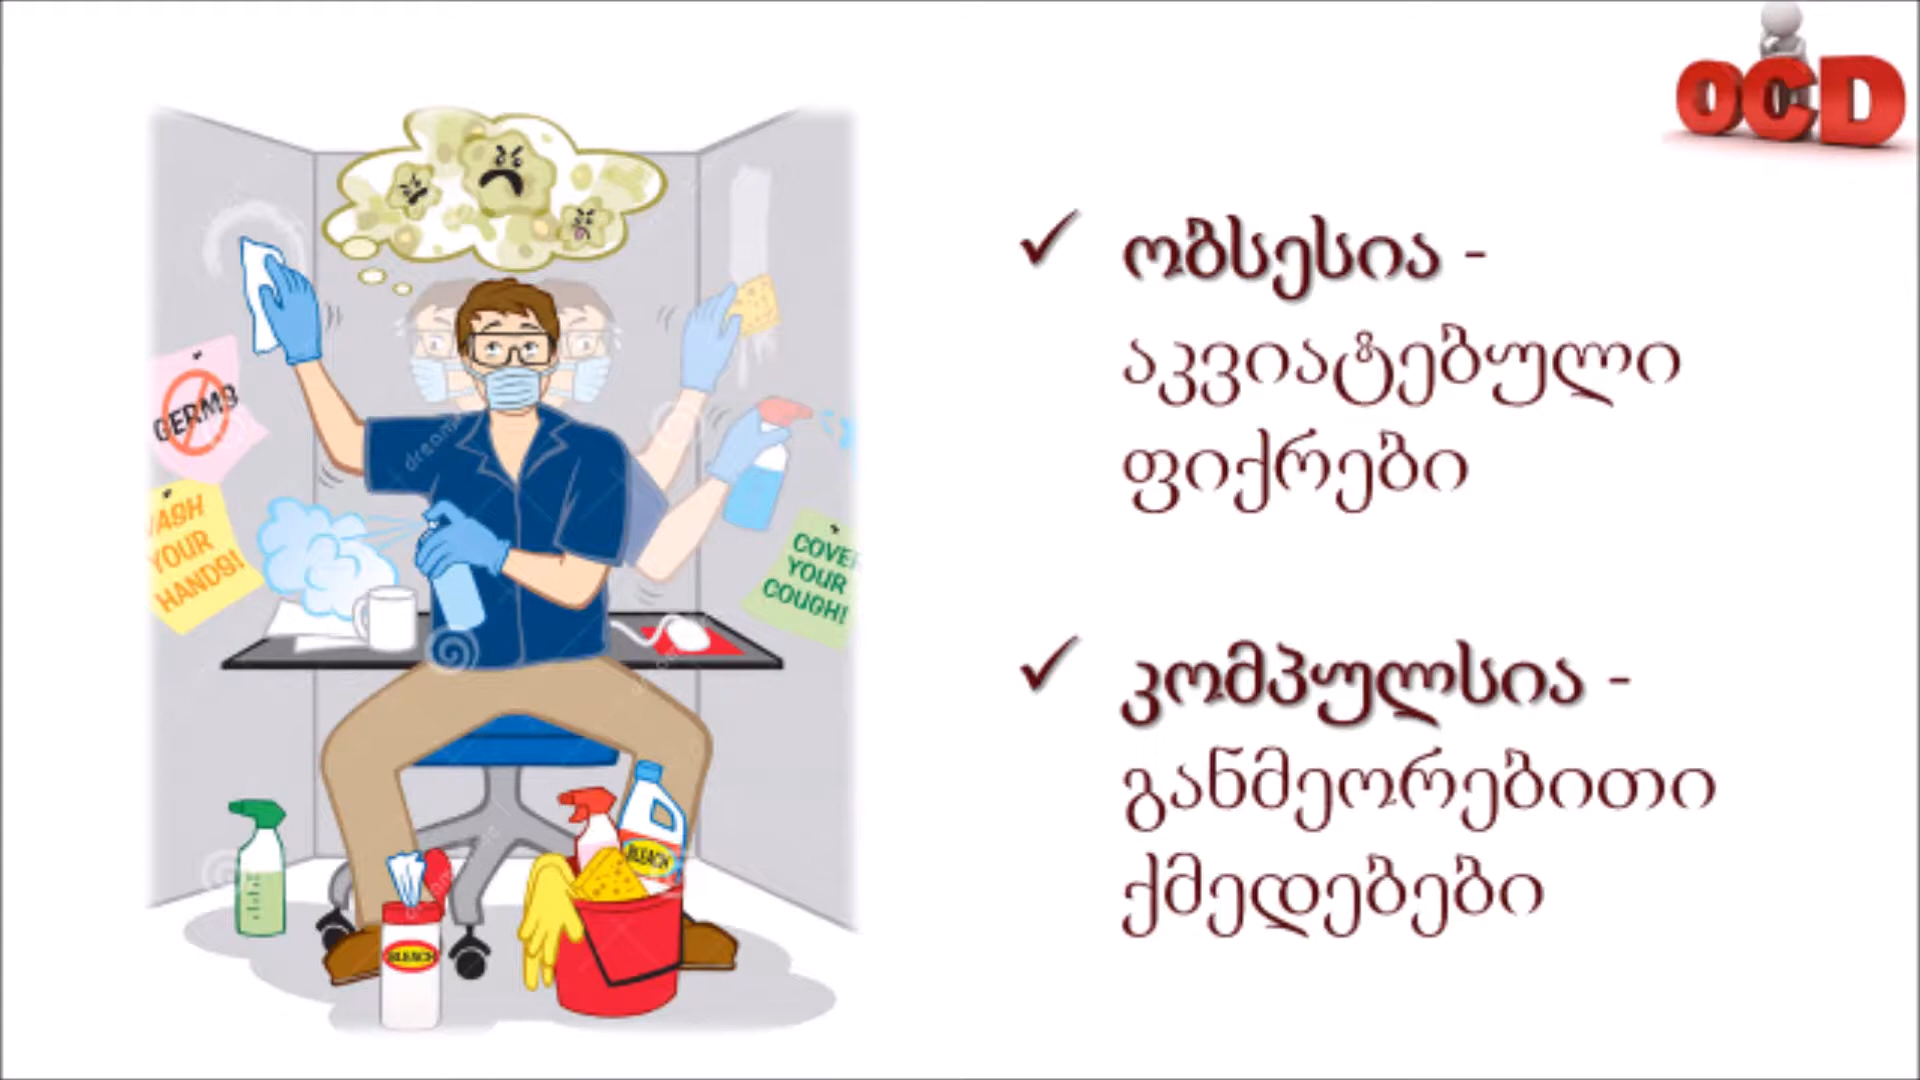 OCD
ობსესია -
აკვიატებული
ფიქრები
კომპულსია -
განმეორებითი
ქმედებები
GERMS
WASH
YOUR
HANDS!
COVER
YOUR
COUGH!
BLEACH
BLEACH